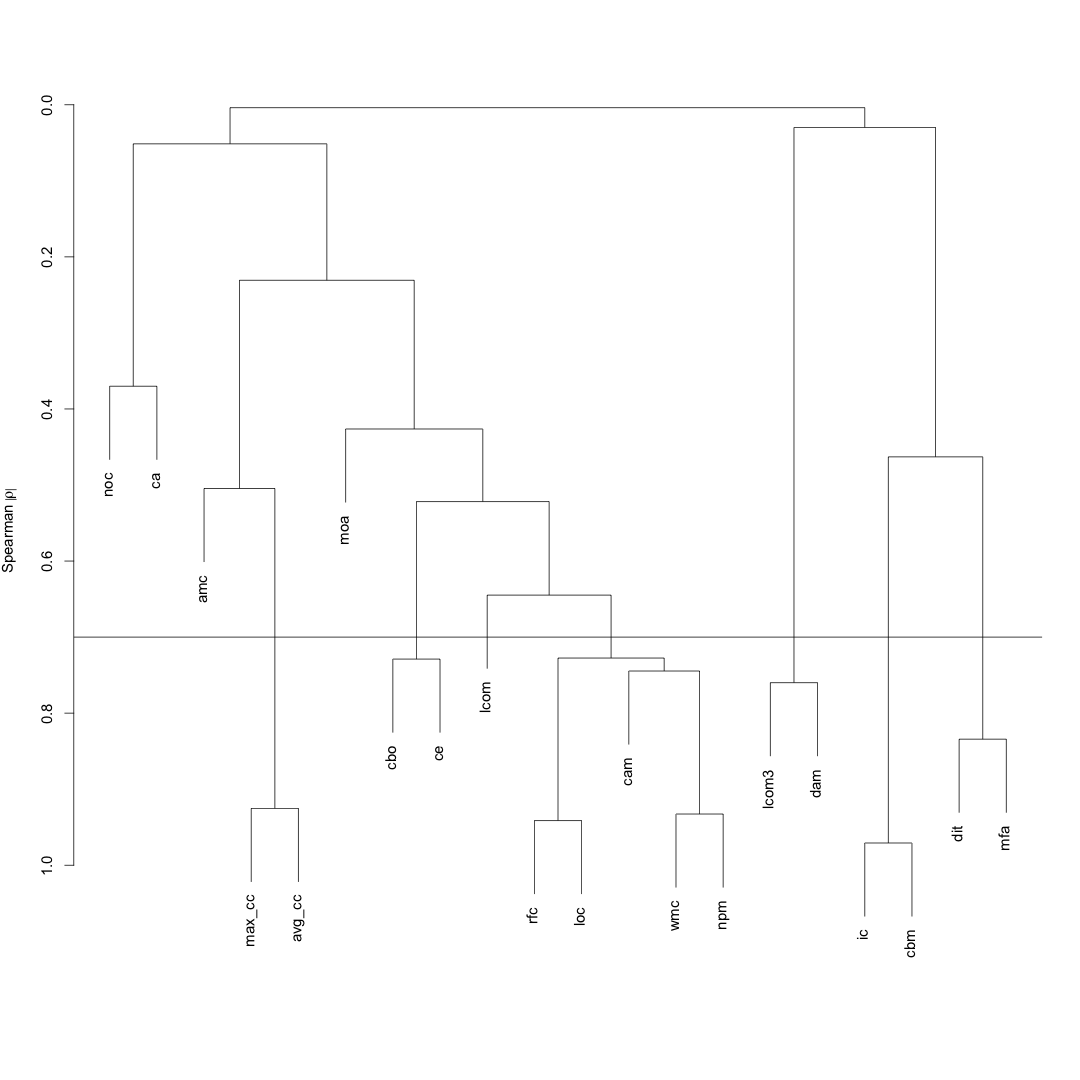 0.0
0.2
0.4
0.6
0.8
1.0
Spearman |ρ|
noc
ca
amc
max_cc
avg_cc
moa
cbo
ce
lcom
rfc
loc
cam
wmc
npm
lcom3
dam
ic
cbm
dit
mfa